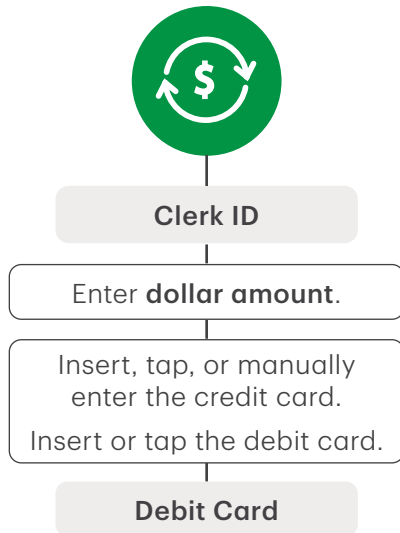 $
Clerk ID
Enter dollar amount.
Insert, tap, or manually
enter the credit card.
Insert or tap the debit card.
Debit Card